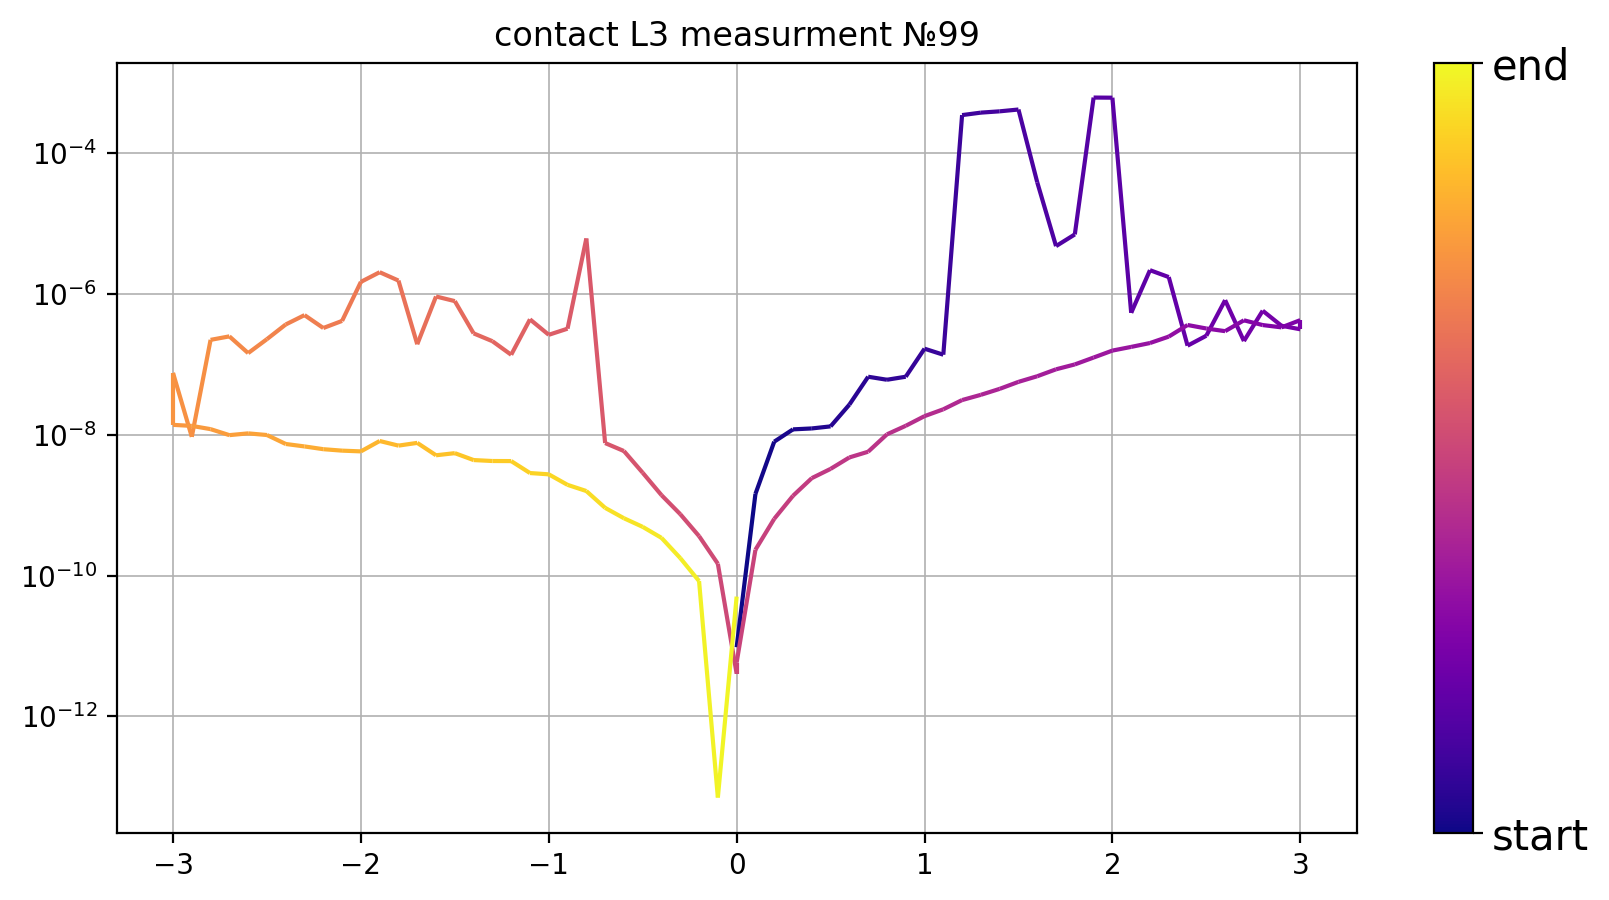 contact L3 measurment №99
end
10⁻⁴
10⁻⁶
10⁻⁸
10⁻¹⁰
10⁻¹²
start
−3 −2 −1 0 1 2 3